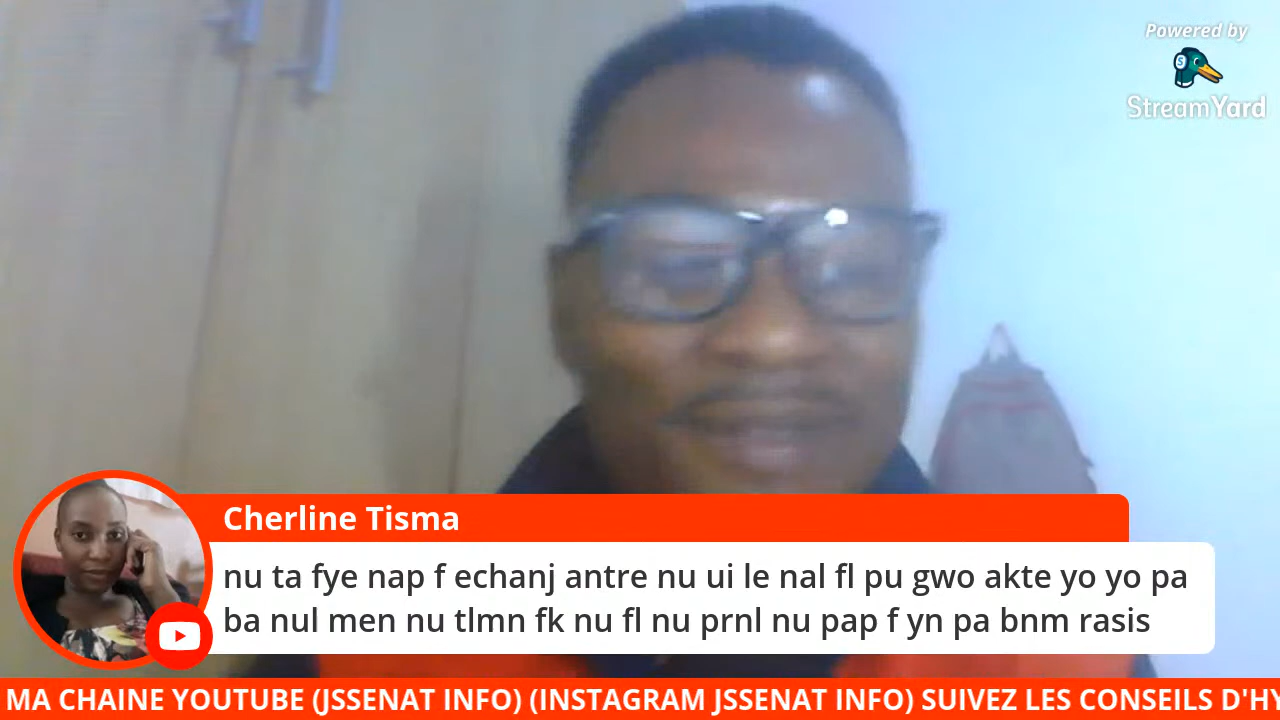 Powered by
StreamYard
Cherline Tisma
nu ta fye nap f echanj antre nu ui le nal fl pu gwo akte yo yo pa
ba nul men nu tlmn fk nu fl nu prnl nu pap f yn pa bnm rasis
MA CHAINE YOUTUBE (JSSENAT INFO) (INSTAGRAM JSSENAT INFO) SUIVEZ LES CONSEILS D'HY